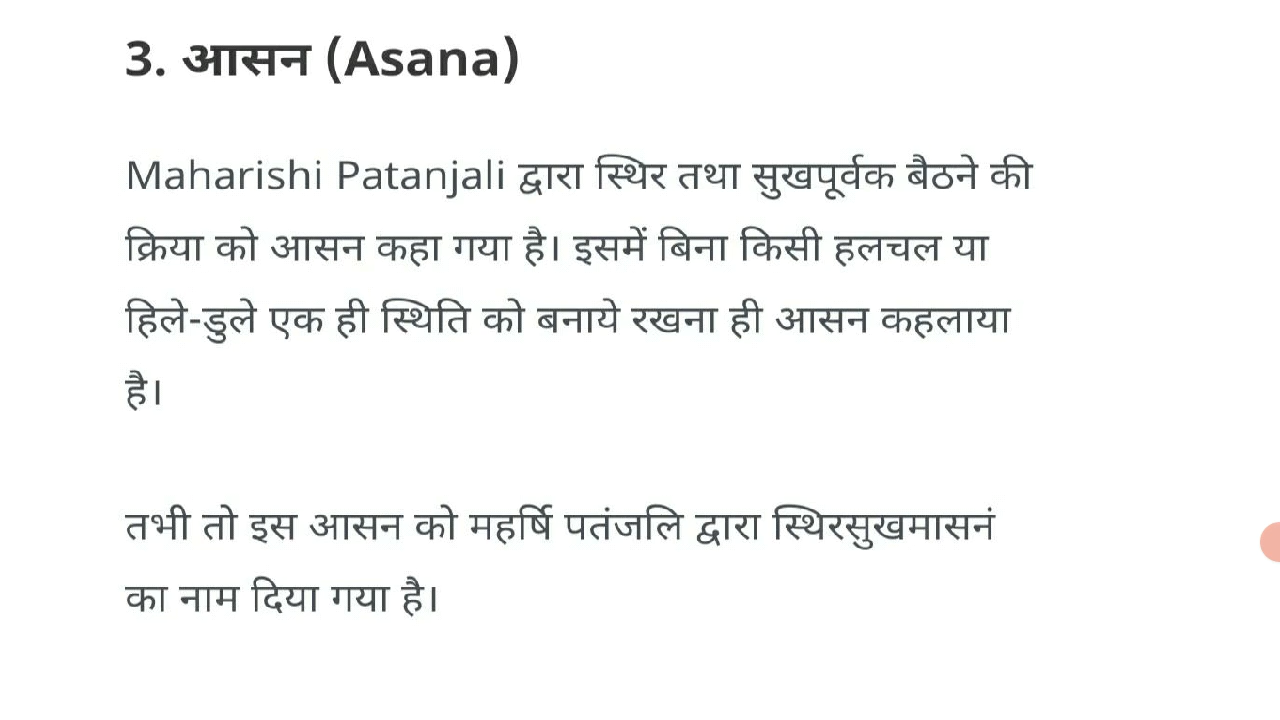 3. आसन (Asana)
Maharishi Patanjali द्वारा स्थिर तथा सुखपूर्वक बैठने की
क्रिया को आसन कहा गया है। इसमें बिना किसी हलचल या
हिले-डुले एक ही स्थिति को बनाये रखना ही आसन कहलाया
है।
तभी तो इस आसन को महर्षि पतंजलि द्वारा स्थिरसुखमासनं
का नाम दिया गया है।